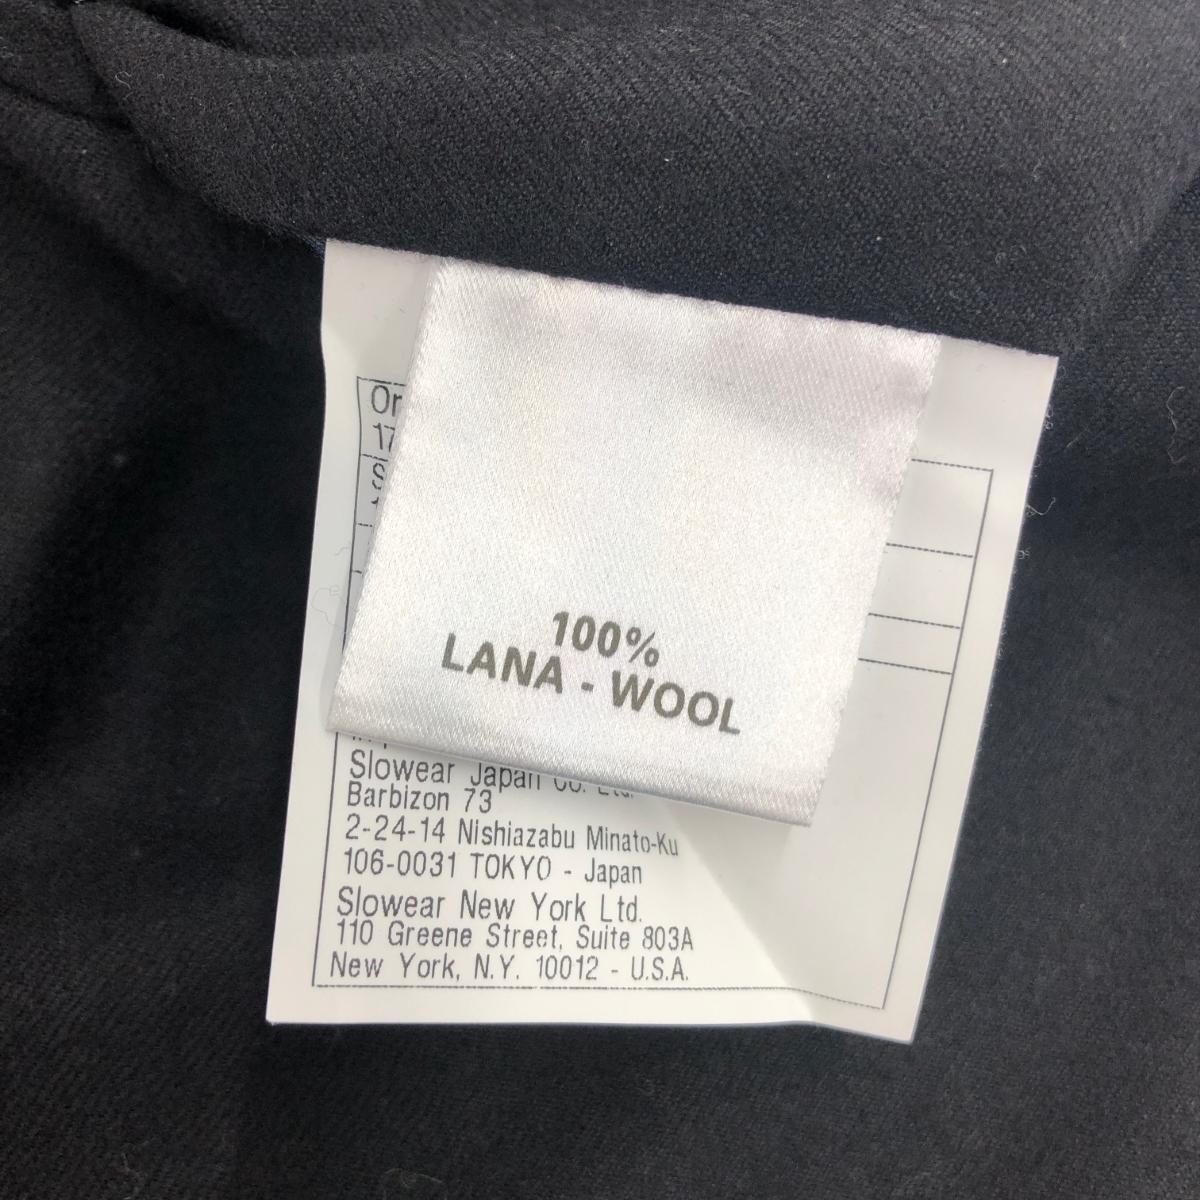 100%
LANA - WOOL
Slowear Japan Co. Ltd.
Barbizon 73
2-24-14 Nishiazabu Minato-Ku
106-0031 TOKYO - Japan
Slowear New York Ltd.
110 Greene Street, Suite 803A
New York, N.Y. 10012 - U.S.A.